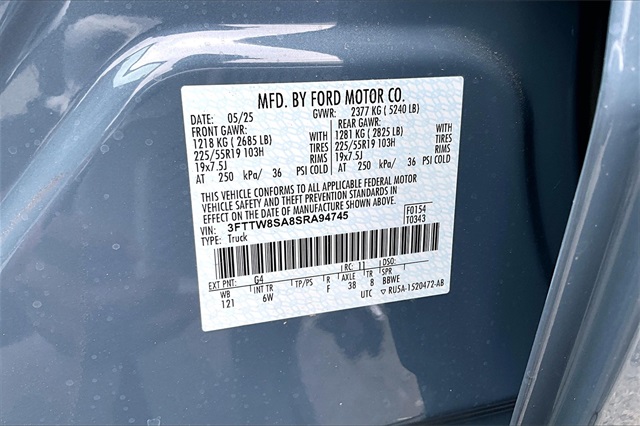 MFD. BY FORD MOTOR CO.
DATE: 05/25 GVWR: 2377 KG ( 5240 LB)
FRONT GAWR: REAR GAWR:
1218 KG ( 2685 LB) WITH 1281 KG ( 2825 LB) WITH
225/55R19 103H TIRES 225/55R19 103H TIRES
19x7.5J RIMS 19x7.5J RIMS
AT 250 kPa/ 36 PSI COLD AT 250 kPa/ 36 PSI COLD
THIS VEHICLE CONFORMS TO ALL APPLICABLE FEDERAL MOTOR
VEHICLE SAFETY AND THEFT PREVENTION STANDARDS IN
EFFECT ON THE DATE OF MANUFACTURE SHOWN ABOVE.
VIN: 3FTTW8SA8SRA94745 F0154
TYPE: Truck T0343
EXT PNT: G4 RC: 11 DSO:
WB INT TR TP/PS R AXLE TR SPR
121 6W F 38 8 BBWE
UTC ▽ RU5A-1520472-AB